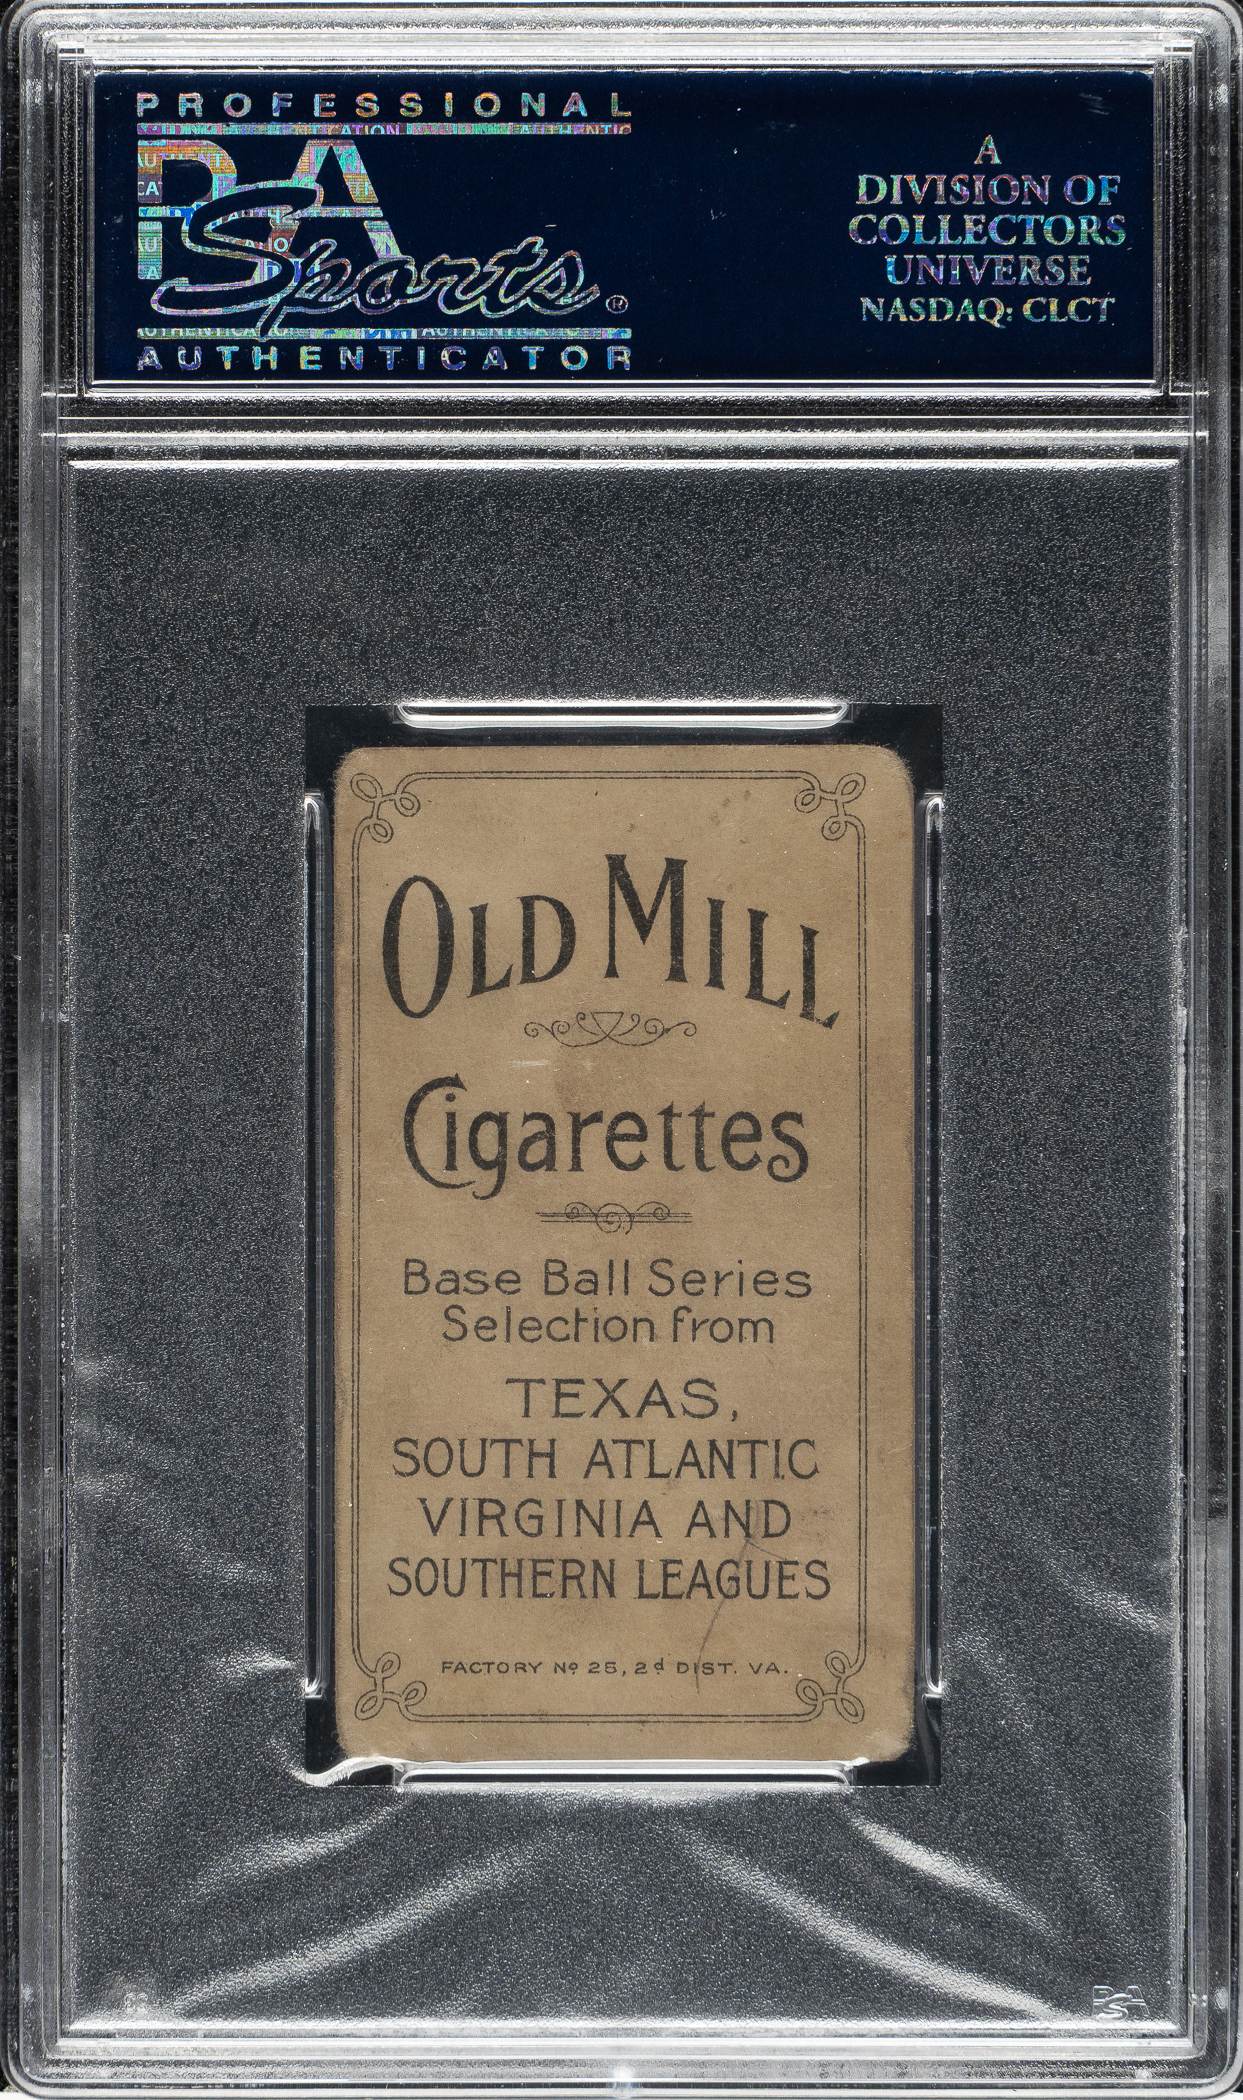 PROFESSIONAL
PSA
Sports®
AUTHENTICATOR
A
DIVISION OF
COLLECTORS
UNIVERSE
NASDAQ: CLCT
OLD MILL
Cigarettes
Base Ball Series
Selection from
TEXAS,
SOUTH ATLANTIC
VIRGINIA AND
SOUTHERN LEAGUES
FACTORY Nº 25, 2d DIST. VA.
PSA